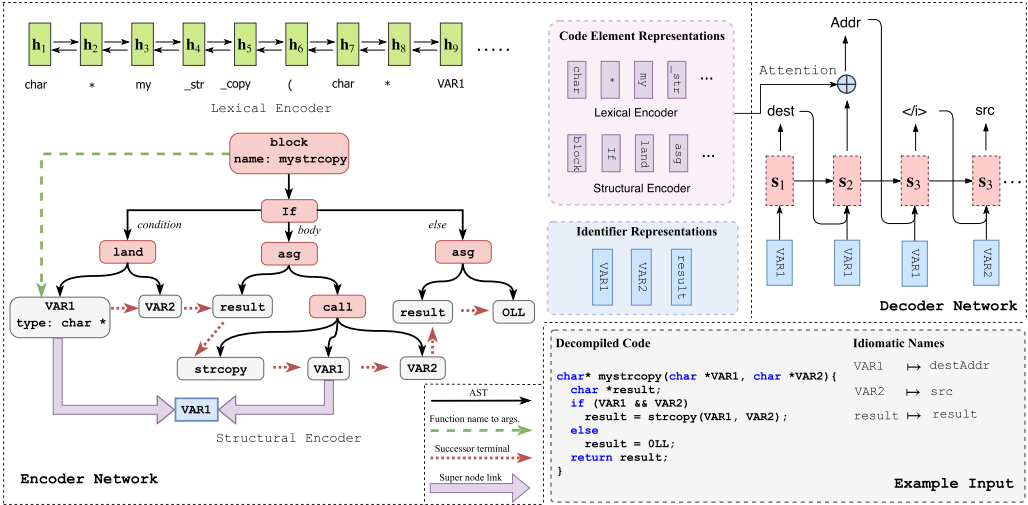 h1 h2 h3 h4 h5 h6 h7 h8 h9 .....
char * my _str _copy ( char * VAR1
Lexical Encoder
block
name: mystrcopy
If
condition body else
land asg asg
VAR1
type: char *
VAR2 result call result OLL
strcopy VAR1 VAR2
VAR1
Structural Encoder
Encoder Network
AST
Function name to args.
Successor terminal
Super node link
Code Element Representations
char * my _str ...
Lexical Encoder
block If land asg ...
Structural Encoder
Identifier Representations
VAR1 VAR2 result
Addr
Attention
dest </i> src
s1 s2 s3 s3 ...
VAR1 VAR1 VAR1 VAR2
Decoder Network
Decompiled Code
char* mystrcopy(char *VAR1, char *VAR2){
char *result;
if (VAR1 && VAR2)
result = strcopy(VAR1, VAR2);
else
result = 0LL;
return result;
}
Idiomatic Names
VAR1 ↦ destAddr
VAR2 ↦ src
result ↦ result
Example Input